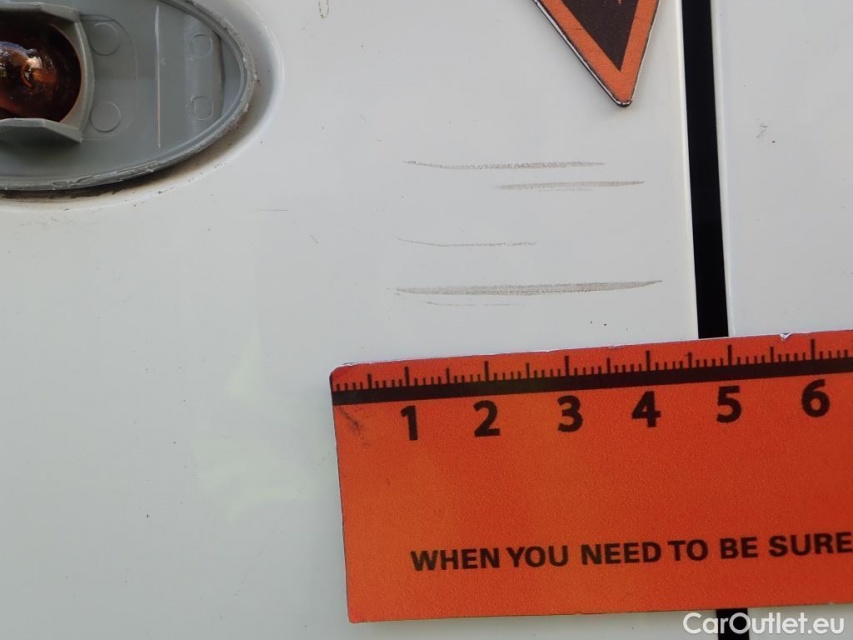 1 2 3 4 5 6
WHEN YOU NEED TO BE SURE
CarOutlet.eu